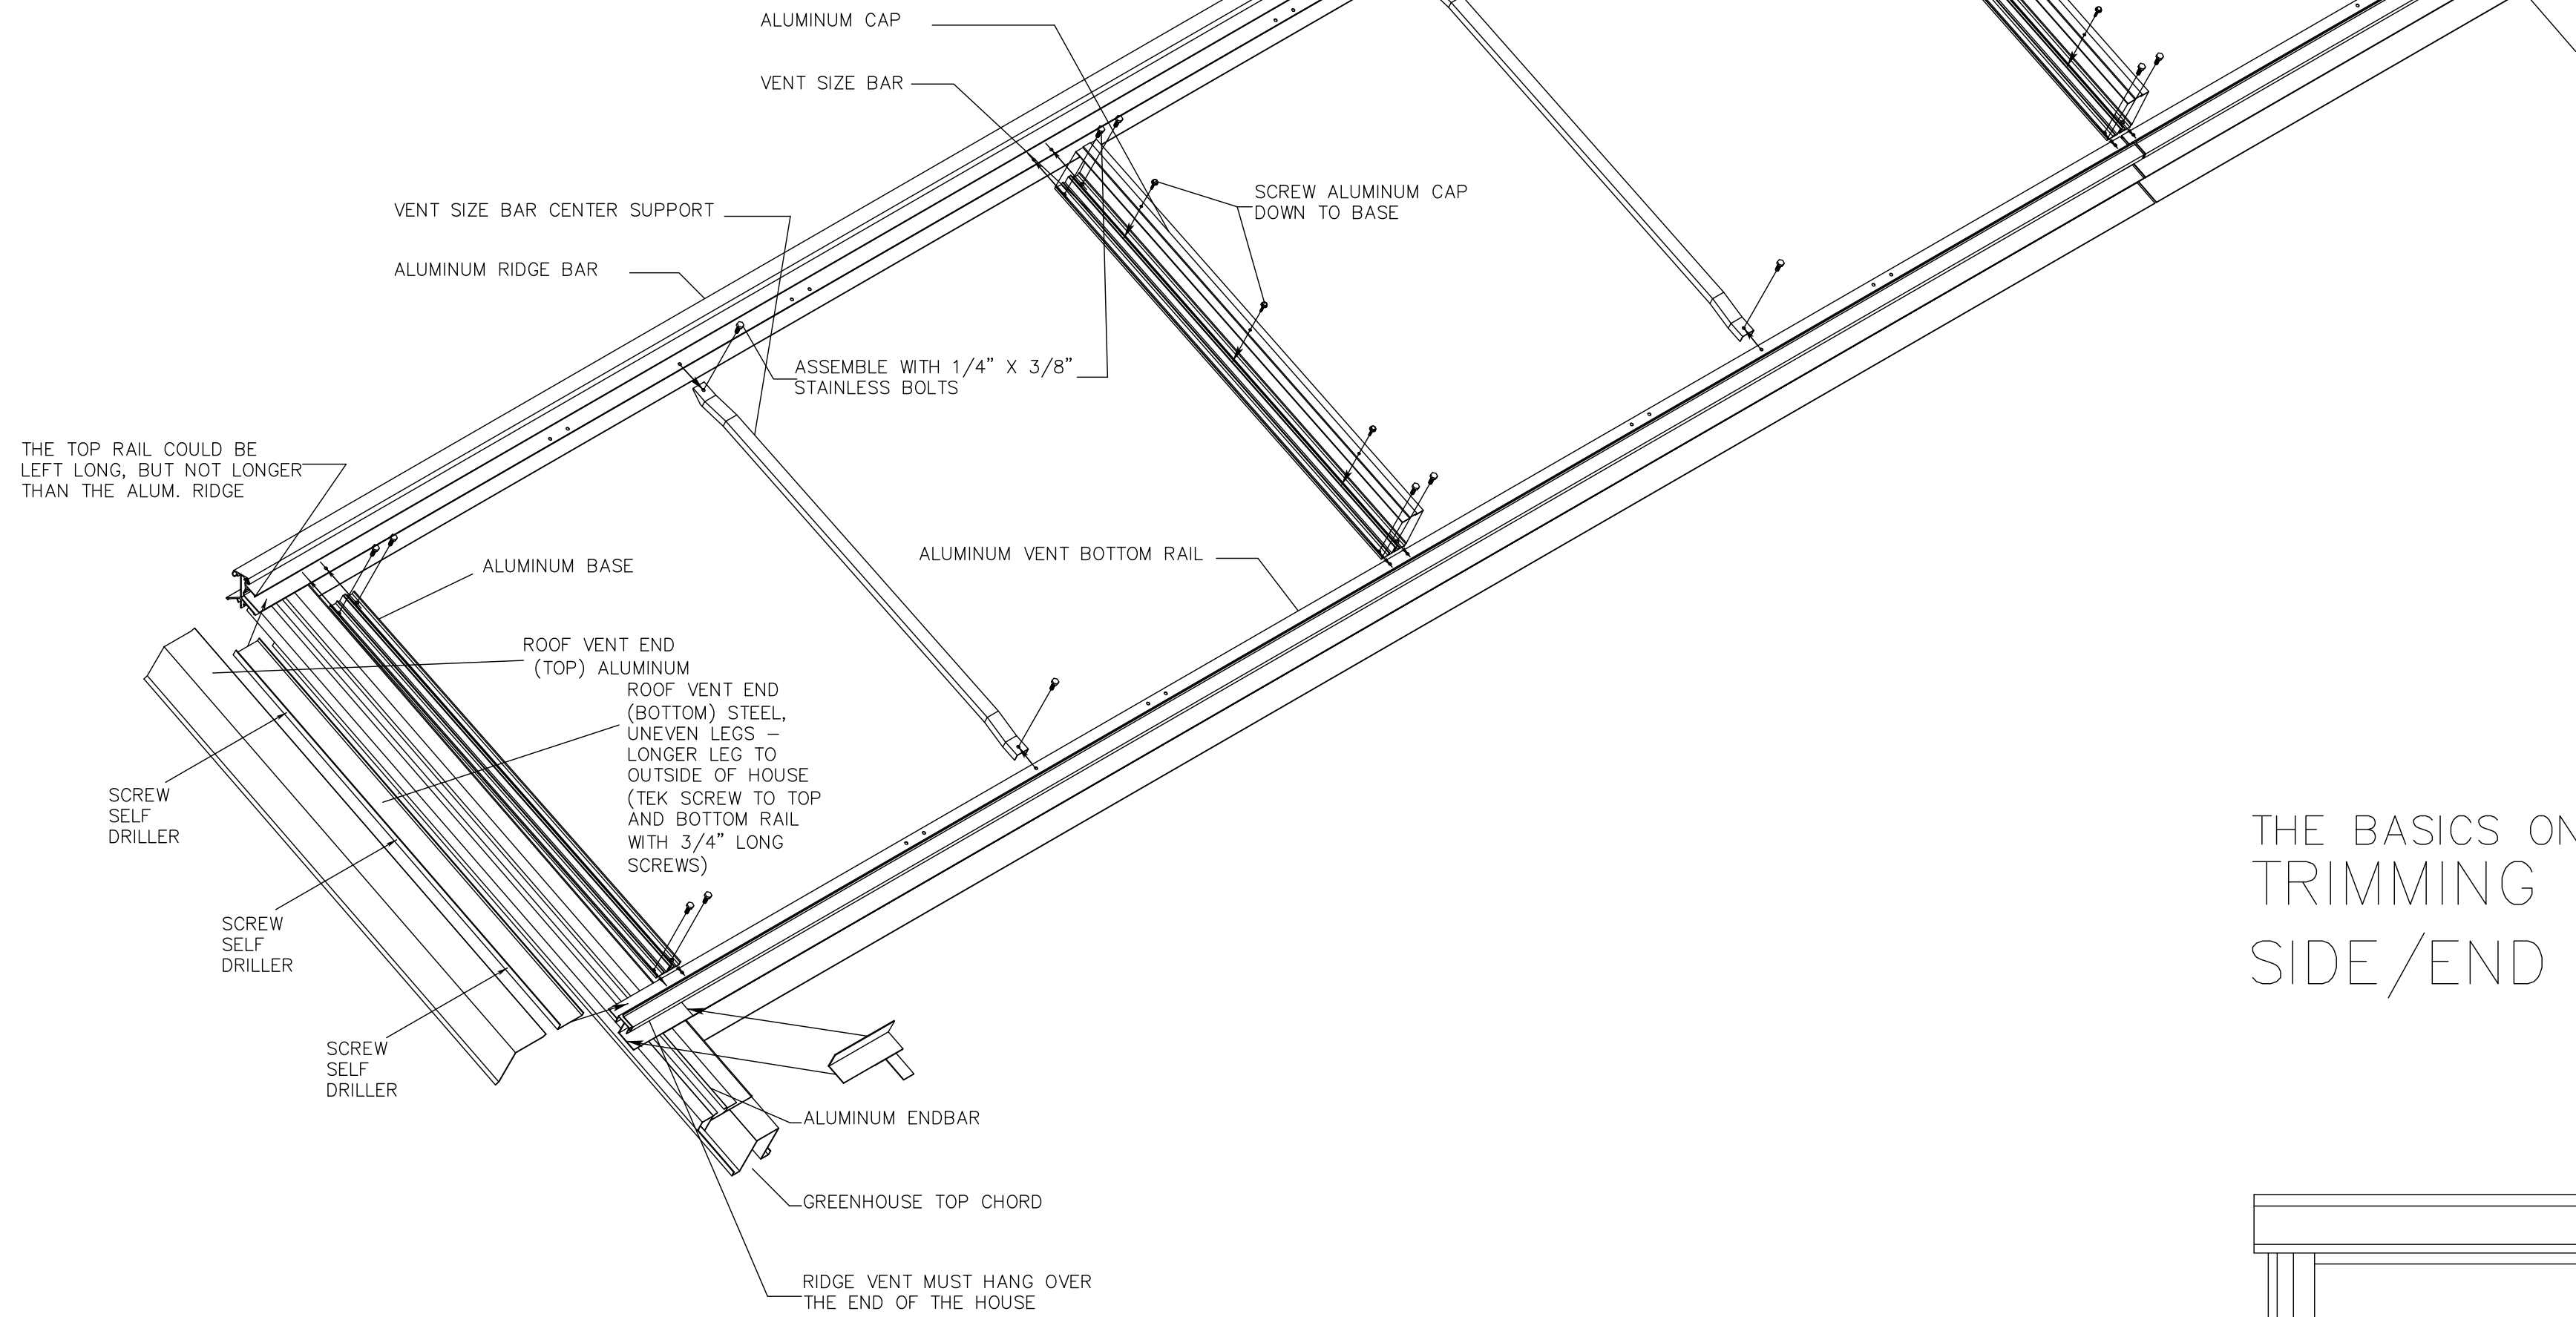 ALUMINUM CAP
VENT SIZE BAR
SCREW ALUMINUM CAP
DOWN TO BASE
VENT SIZE BAR CENTER SUPPORT
ALUMINUM RIDGE BAR
ASSEMBLE WITH 1/4" X 3/8"
STAINLESS BOLTS
THE TOP RAIL COULD BE
LEFT LONG, BUT NOT LONGER
THAN THE ALUM. RIDGE
ALUMINUM VENT BOTTOM RAIL
ALUMINUM BASE
ROOF VENT END
(TOP) ALUMINUM
ROOF VENT END
(BOTTOM) STEEL,
UNEVEN LEGS –
LONGER LEG TO
OUTSIDE OF HOUSE
(TEK SCREW TO TOP
AND BOTTOM RAIL
WITH 3/4" LONG
SCREWS)
SCREW
SELF
DRILLER
SCREW
SELF
DRILLER
SCREW
SELF
DRILLER
THE BASICS ON
TRIMMING
SIDE/END
ALUMINUM ENDBAR
GREENHOUSE TOP CHORD
RIDGE VENT MUST HANG OVER
THE END OF THE HOUSE